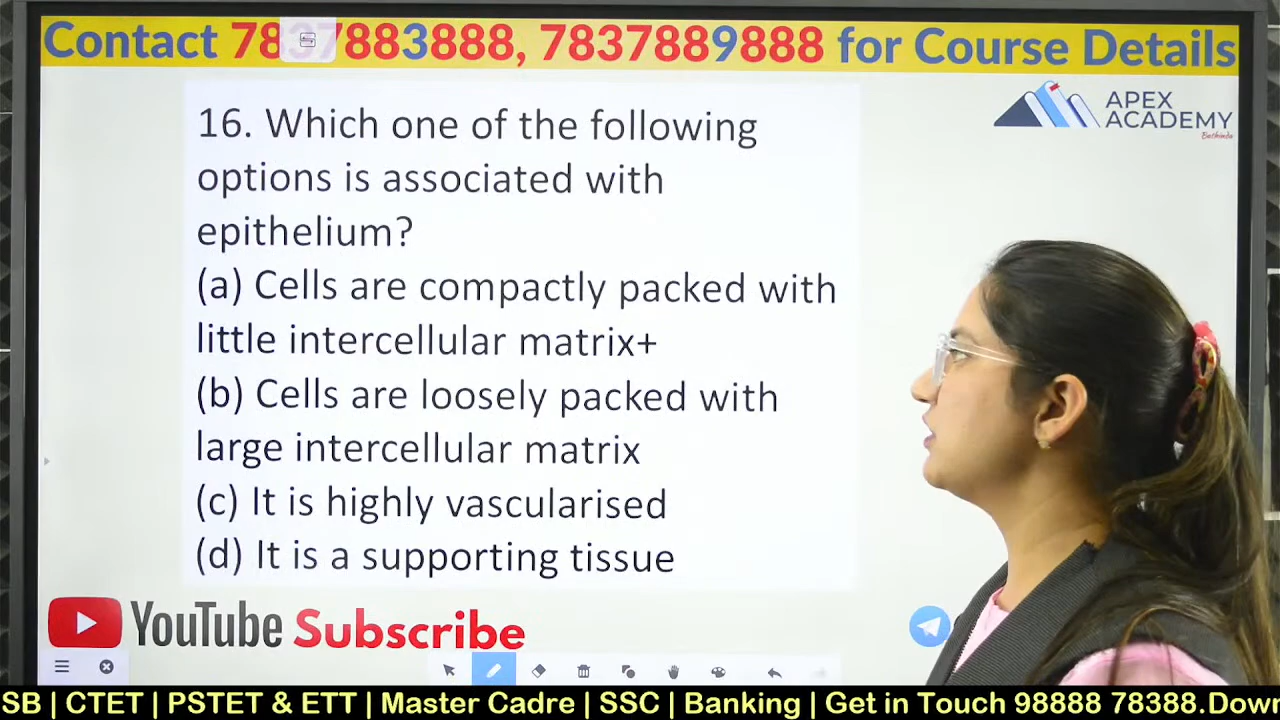 Contact 7837883888, 7837889888 for Course Details
APEX
ACADEMY
Bathinda
16. Which one of the following
options is associated with
epithelium?
(a) Cells are compactly packed with
little intercellular matrix+
(b) Cells are loosely packed with
large intercellular matrix
(c) It is highly vascularised
(d) It is a supporting tissue
YouTube Subscribe
SB | CTET | PSTET & ETT | Master Cadre | SSC | Banking | Get in Touch 98888 78388.Down